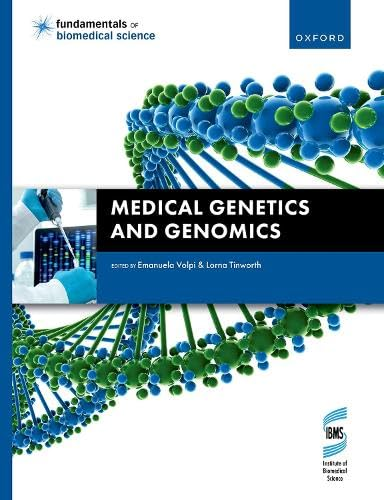 fundamentals OF
biomedical science
OXFORD
MEDICAL GENETICS
AND GENOMICS
EDITED BY Emanuela Volpi & Lorna Tinworth
IBMS
Institute of
Biomedical
Science